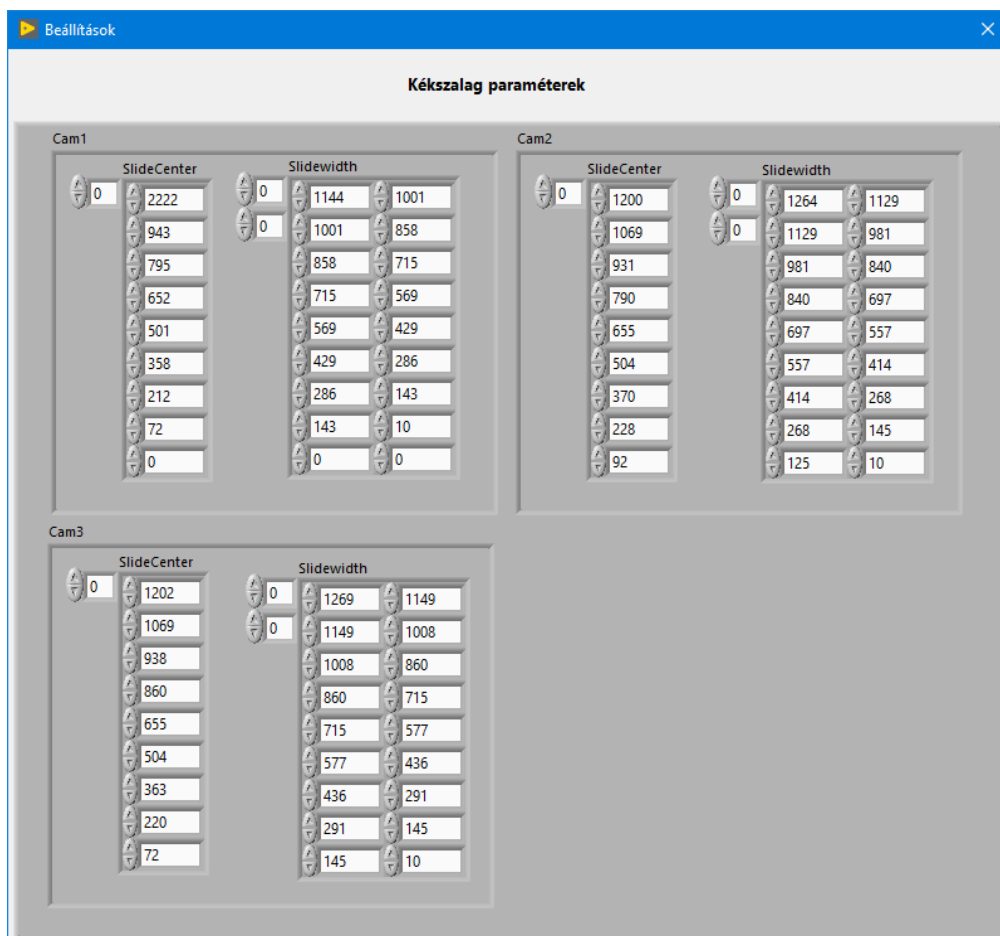 Beállítások
Kékszalag paraméterek
Cam1
SlideCenter Slidewidth
0 2222 0 1144 1001
943 0 1001 858
795 858 715
652 715 569
501 569 429
358 429 286
212 286 143
72 143 10
0 0 0
Cam2
SlideCenter Slidewidth
0 1200 0 1264 1129
1069 0 1129 981
931 981 840
790 840 697
655 697 557
504 557 414
370 414 268
228 268 145
92 125 10
Cam3
SlideCenter Slidewidth
0 1202 0 1269 1149
1069 0 1149 1008
938 1008 860
860 860 715
655 715 577
504 577 436
363 436 291
220 291 145
72 145 10